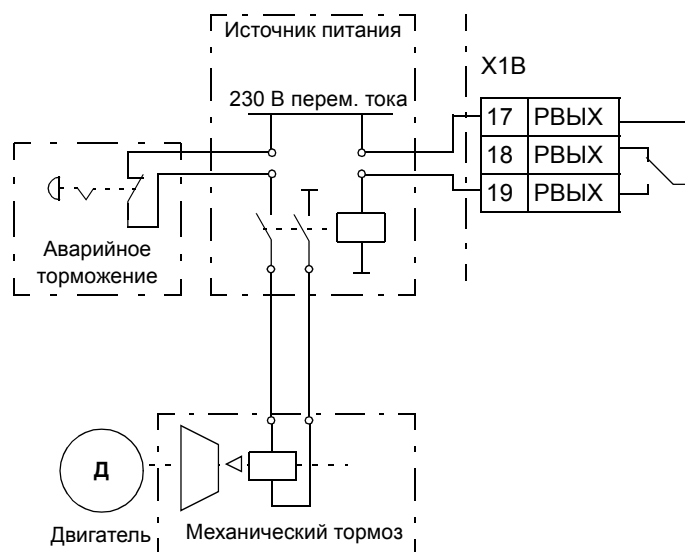 Источник питания
X1B
230 В перем. тока
17 РВЫХ
18 РВЫХ
19 РВЫХ
Аварийное
торможение
Д
Двигатель
Механический тормоз